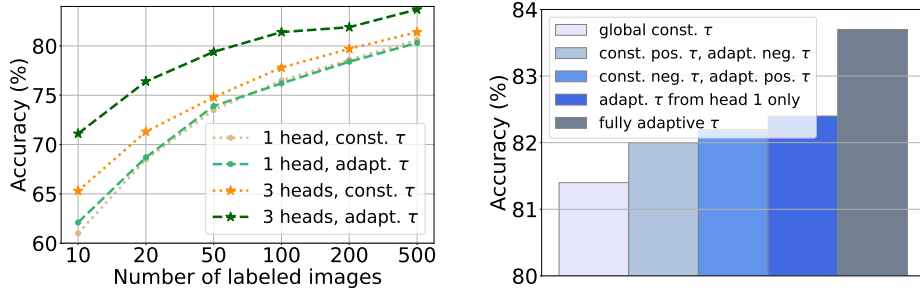 Accuracy (%)
80
75
70
65
60
10 20 50 100 200 500
Number of labeled images
1 head, const. τ
1 head, adapt. τ
3 heads, const. τ
3 heads, adapt. τ
Accuracy (%)
84
83
82
81
80
global const. τ
const. pos. τ, adapt. neg. τ
const. neg. τ, adapt. pos. τ
adapt. τ from head 1 only
fully adaptive τ